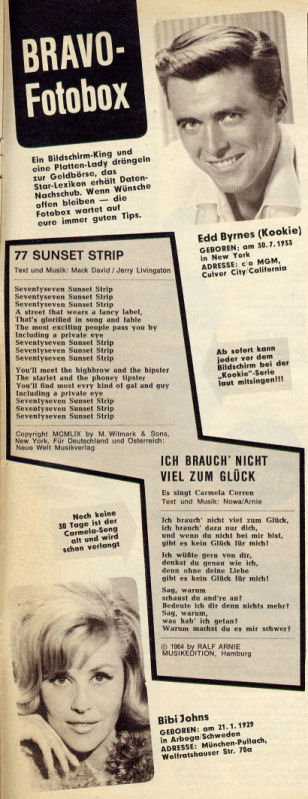 BRAVO-
Fotobox
Ein Bildschirm-King und
eine Platten-Lady drängeln
zur Geldbörse, das
Star-Lexikon erhält Daten-
Nachschub. Wenn Wünsche
offen bleiben — die
Fotobox wartet auf
eure immer guten Tips.
Edd Byrnes (Kookie)
GEBOREN: am 30. 7. 1933
in New York
ADRESSE: c/o MGM,
Culver City/California
77 SUNSET STRIP
Text und Musik: Mack David / Jerry Livingston
Seventyseven Sunset Strip
Seventyseven Sunset Strip
Seventyseven Sunset Strip
A street that wears a fancy label,
That's glorified in song and fable
The most exciting people pass you by
Including a private eye
Seventyseven Sunset Strip
Seventyseven Sunset Strip
Seventyseven Sunset Strip
You'll meet the highbrow and the hipster
The starlet and the phoney tipster
You'll find most evry kind of gal and guy
Including a private eye
Seventyseven Sunset Strip
Seventyseven Sunset Strip
Seventyseven Sunset Strip
Copyright MCMLIX by M. Witmark & Sons,
New York. Für Deutschland und Österreich:
Neue Welt Musikverlag
Ab sofort kann
jeder vor dem
Bildschirm bei der
„Kookie"-Serie
laut mitsingen!!!
ICH BRAUCH' NICHT
VIEL ZUM GLÜCK
Es singt Carmela Corren
Text und Musik: Nowa/Arnie
Ich brauch' nicht viel zum Glück,
ich brauch' dazu nur dich,
und wenn du nicht bei mir bist,
gibt es kein Glück für mich!
Ich wüßte gern von dir,
denkst du genau wie ich,
denn ohne deine Liebe
gibt es kein Glück für mich!
Sag, warum
schaust du and're an?
Bedeute ich dir denn nichts mehr?
Sag, warum,
was hab' ich getan?
Warum machst du es mir schwer?
© 1964 by RALF ARNIE
MUSIKEDITION, Hamburg
Noch keine
30 Tage ist der
Carmela-Song
alt und wird
schon verlangt
Bibi Johns
GEBOREN: am 21. 1. 1929
in Arboga/Schweden
ADRESSE: München-Pullach,
Wolfratshauser Str. 70a